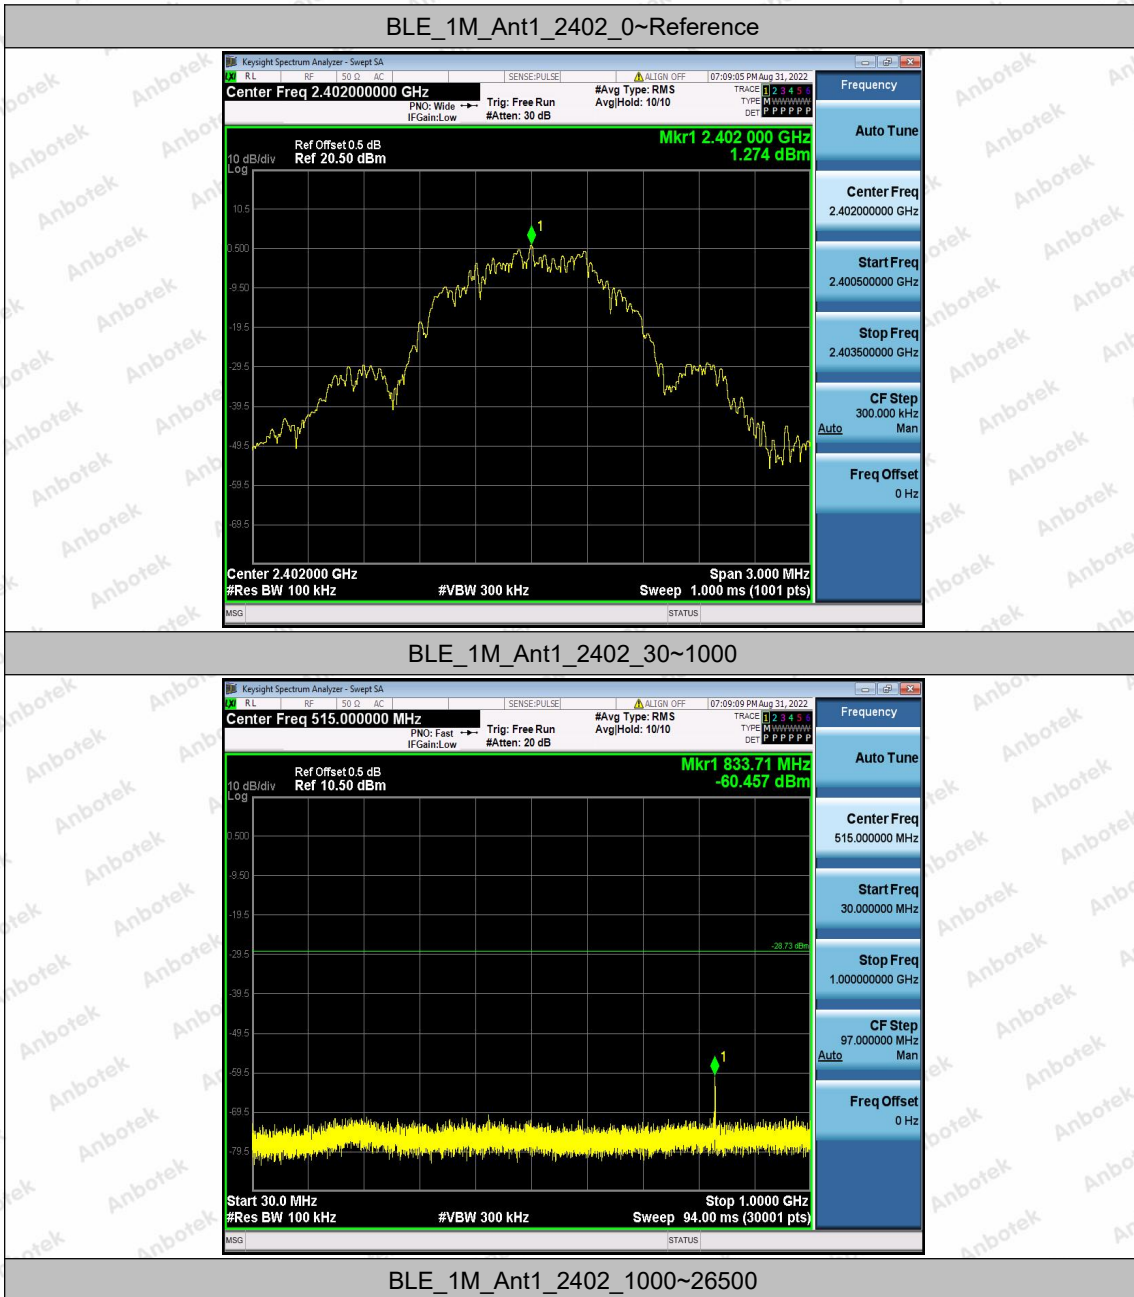 BLE_1M_Ant1_2402_0~Reference
Keysight Spectrum Analyzer - Swept SA
LXI RL RF 50 Ω AC SENSE:PULSE ALIGN OFF 07:09:05 PM Aug 31, 2022
Center Freq 2.402000000 GHz
PNO: Wide
IFGain:Low
Trig: Free Run
#Atten: 30 dB
#Avg Type: RMS
Avg|Hold: 10/10
TRACE 1 2 3 4 5 6
TYPE M W W W W W
DET P P P P P P
Mkr1 2.402 000 GHz
1.274 dBm
Ref Offset 0.5 dB
10 dB/div Ref 20.50 dBm
Log
10.5
0.500
-9.50
-19.5
-29.5
-39.5
-49.5
-59.5
-69.5
1
Center 2.402000 GHz Span 3.000 MHz
#Res BW 100 kHz #VBW 300 kHz Sweep 1.000 ms (1001 pts)
MSG STATUS
Frequency
Auto Tune
Center Freq
2.402000000 GHz
Start Freq
2.400500000 GHz
Stop Freq
2.403500000 GHz
CF Step
300.000 kHz
Auto Man
Freq Offset
0 Hz
BLE_1M_Ant1_2402_30~1000
Keysight Spectrum Analyzer - Swept SA
LXI RL RF 50 Ω AC SENSE:PULSE ALIGN OFF 07:09:09 PM Aug 31, 2022
Center Freq 515.000000 MHz
PNO: Fast
IFGain:Low
Trig: Free Run
#Atten: 20 dB
#Avg Type: RMS
Avg|Hold: 10/10
TRACE 1 2 3 4 5 6
TYPE M W W W W W
DET P P P P P P
Mkr1 833.71 MHz
-60.457 dBm
Ref Offset 0.5 dB
10 dB/div Ref 10.50 dBm
Log
0.500
-9.50
-19.5
-29.5
-39.5
-49.5
-59.5
-69.5
-79.5
-28.73 dBm
1
Start 30.0 MHz Stop 1.0000 GHz
#Res BW 100 kHz #VBW 300 kHz Sweep 94.00 ms (30001 pts)
MSG STATUS
Frequency
Auto Tune
Center Freq
515.000000 MHz
Start Freq
30.000000 MHz
Stop Freq
1.000000000 GHz
CF Step
97.000000 MHz
Auto Man
Freq Offset
0 Hz
BLE_1M_Ant1_2402_1000~26500
Anbotek